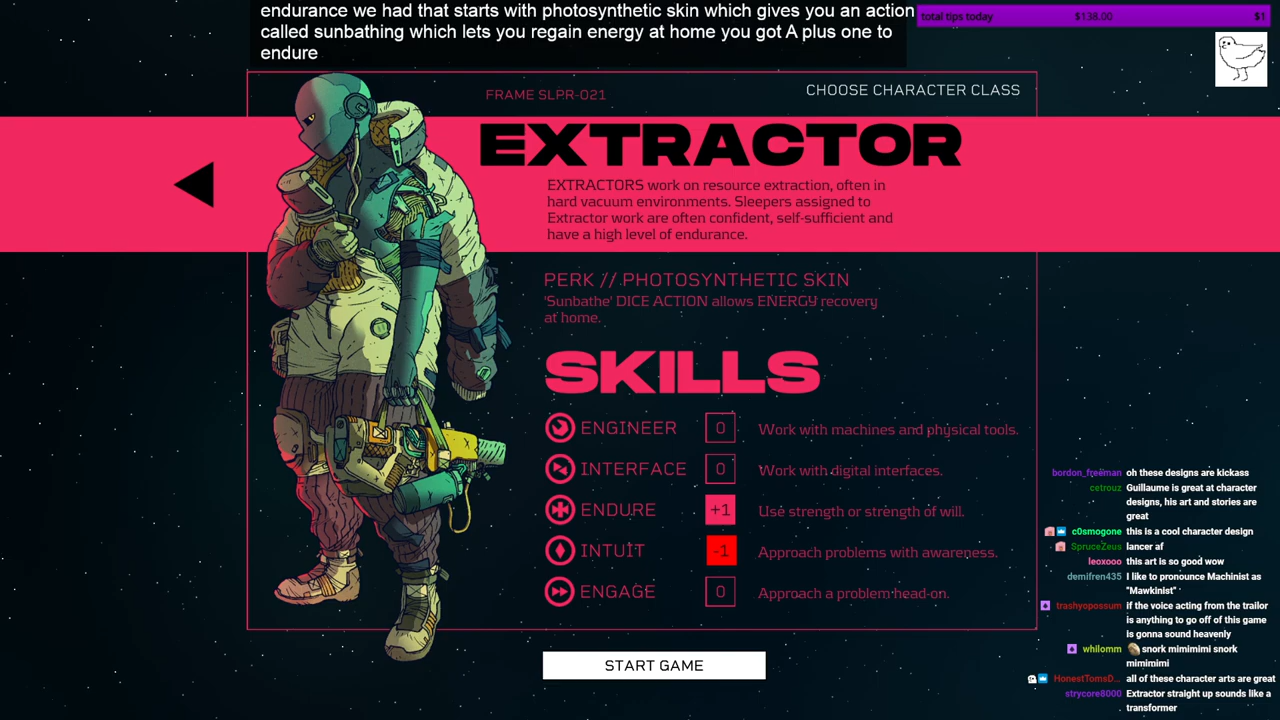 endurance we had that starts with photosynthetic skin which gives you an action
called sunbathing which lets you regain energy at home you got A plus one to
endure
total tips today $138.00 $1
FRAME SLPR-021
CHOOSE CHARACTER CLASS
EXTRACTOR
EXTRACTORS work on resource extraction, often in
hard vacuum environments. Sleepers assigned to
Extractor work are often confident, self-sufficient and
have a high level of endurance.
PERK // PHOTOSYNTHETIC SKIN
'Sunbathe' DICE ACTION allows ENERGY recovery
at home.
SKILLS
ENGINEER 0 Work with machines and physical tools.
INTERFACE 0 Work with digital interfaces.
ENDURE +1 Use strength or strength of will.
INTUIT -1 Approach problems with awareness.
ENGAGE 0 Approach a problem head-on.
START GAME
bordon_freeman oh these designs are kickass
cetrouz Guillaume is great at character
designs, his art and stories are
great
c0smogone this is a cool character design
SpruceZeus lancer af
leoxooo this art is so good wow
demifren435 I like to pronounce Machinist as
"Mawkinist"
trashyopossum if the voice acting from the trailor
is anything to go off of this game
is gonna sound heavenly
whilomm snork mimimimi snork
mimimimi
HonestTomsD... all of these character arts are great
strycore8000 Extractor straight up sounds like a
transformer